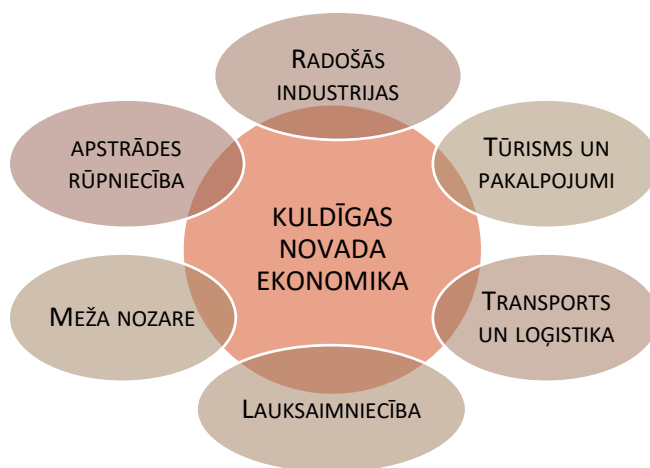 RADOŠĀS
INDUSTRIJAS
TŪRISMS UN
PAKALPOJUMI
TRANSPORTS
UN LOĢISTIKA
LAUKSAIMNIECĪBA
MEŽA NOZARE
APSTRĀDES
RŪPNIECĪBA
KULDĪGAS
NOVADA
EKONOMIKA